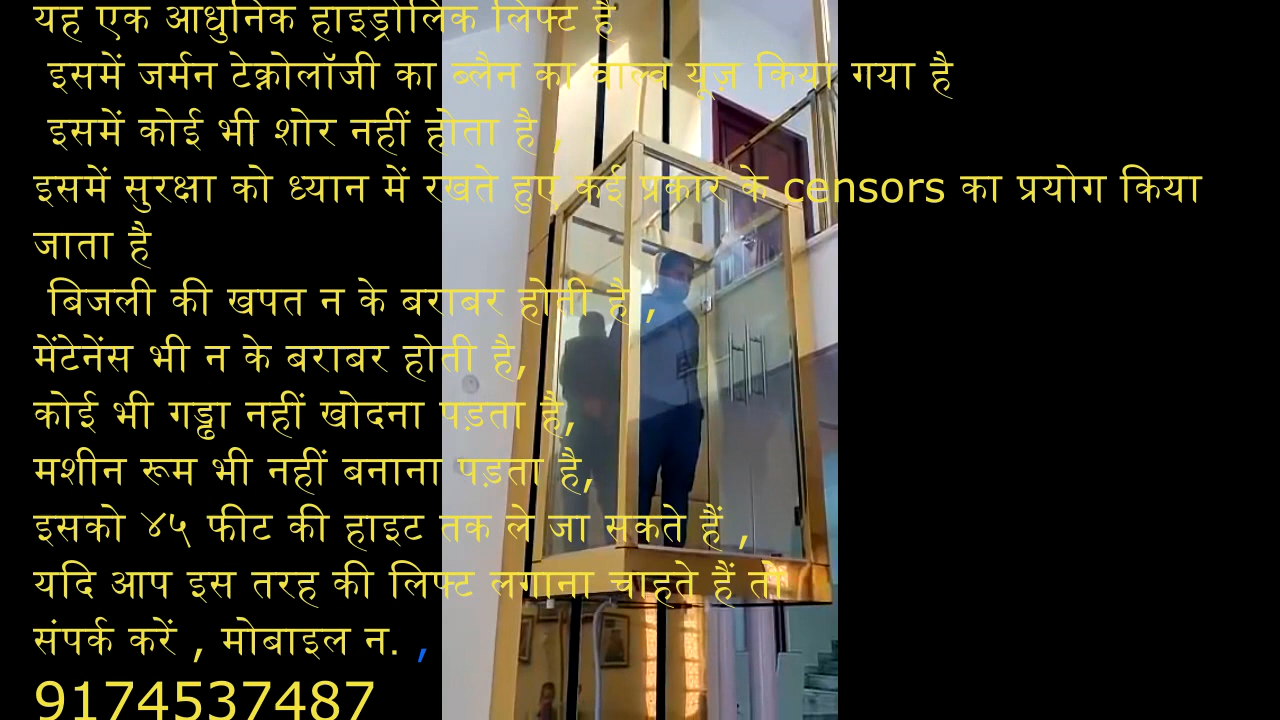 यह एक आधुनिक हाइड्रोलिक लिफ्ट है
इसमें जर्मन टेक्नोलॉजी का ब्लैन का वाल्व यूज़ किया गया है
इसमें कोई भी शोर नहीं होता है ,
इसमें सुरक्षा को ध्यान में रखते हुए कई प्रकार के censors का प्रयोग किया
जाता है
बिजली की खपत न के बराबर होती है ,
मेंटेनेंस भी न के बराबर होती है,
कोई भी गड्ढा नहीं खोदना पड़ता है,
मशीन रूम भी नहीं बनाना पड़ता है,
इसको ४५ फीट की हाइट तक ले जा सकते हैं ,
यदि आप इस तरह की लिफ्ट लगाना चाहते हैं तो
संपर्क करें , मोबाइल न. ,
9174537487